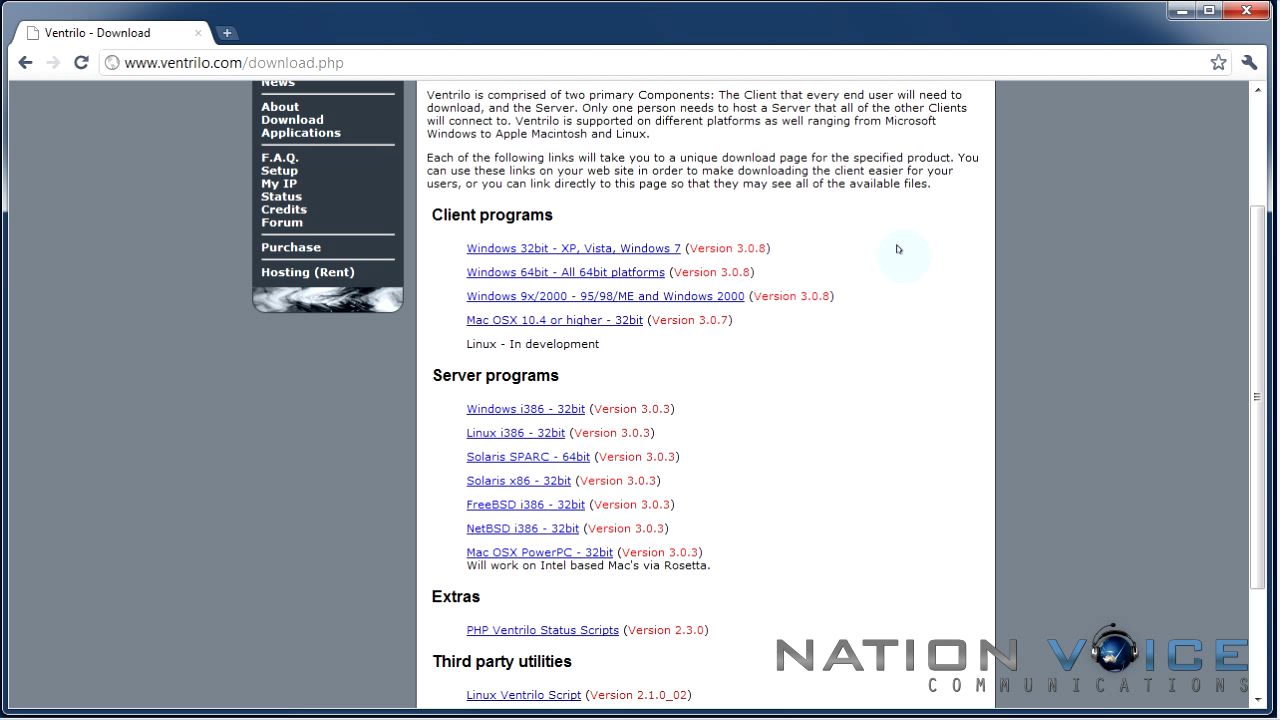 Ventrilo - Download
www.ventrilo.com/download.php
News
About
Download
Applications
F.A.Q.
Setup
My IP
Status
Credits
Forum
Purchase
Hosting (Rent)
Ventrilo is comprised of two primary Components: The Client that every end user will need to
download, and the Server. Only one person needs to host a Server that all of the other Clients
will connect to. Ventrilo is supported on different platforms as well ranging from Microsoft
Windows to Apple Macintosh and Linux.
Each of the following links will take you to a unique download page for the specified product. You
can use these links on your web site in order to make downloading the client easier for your
users, or you can link directly to this page so that they may see all of the available files.
Client programs
Windows 32bit - XP, Vista, Windows 7 (Version 3.0.8)
Windows 64bit - All 64bit platforms (Version 3.0.8)
Windows 9x/2000 - 95/98/ME and Windows 2000 (Version 3.0.8)
Mac OSX 10.4 or higher - 32bit (Version 3.0.7)
Linux - In development
Server programs
Windows i386 - 32bit (Version 3.0.3)
Linux i386 - 32bit (Version 3.0.3)
Solaris SPARC - 64bit (Version 3.0.3)
Solaris x86 - 32bit (Version 3.0.3)
FreeBSD i386 - 32bit (Version 3.0.3)
NetBSD i386 - 32bit (Version 3.0.3)
Mac OSX PowerPC - 32bit (Version 3.0.3)
Will work on Intel based Mac's via Rosetta.
Extras
PHP Ventrilo Status Scripts (Version 2.3.0)
Third party utilities
Linux Ventrilo Script (Version 2.1.0_02)
NATION VOICE
COMMUNICATIONS